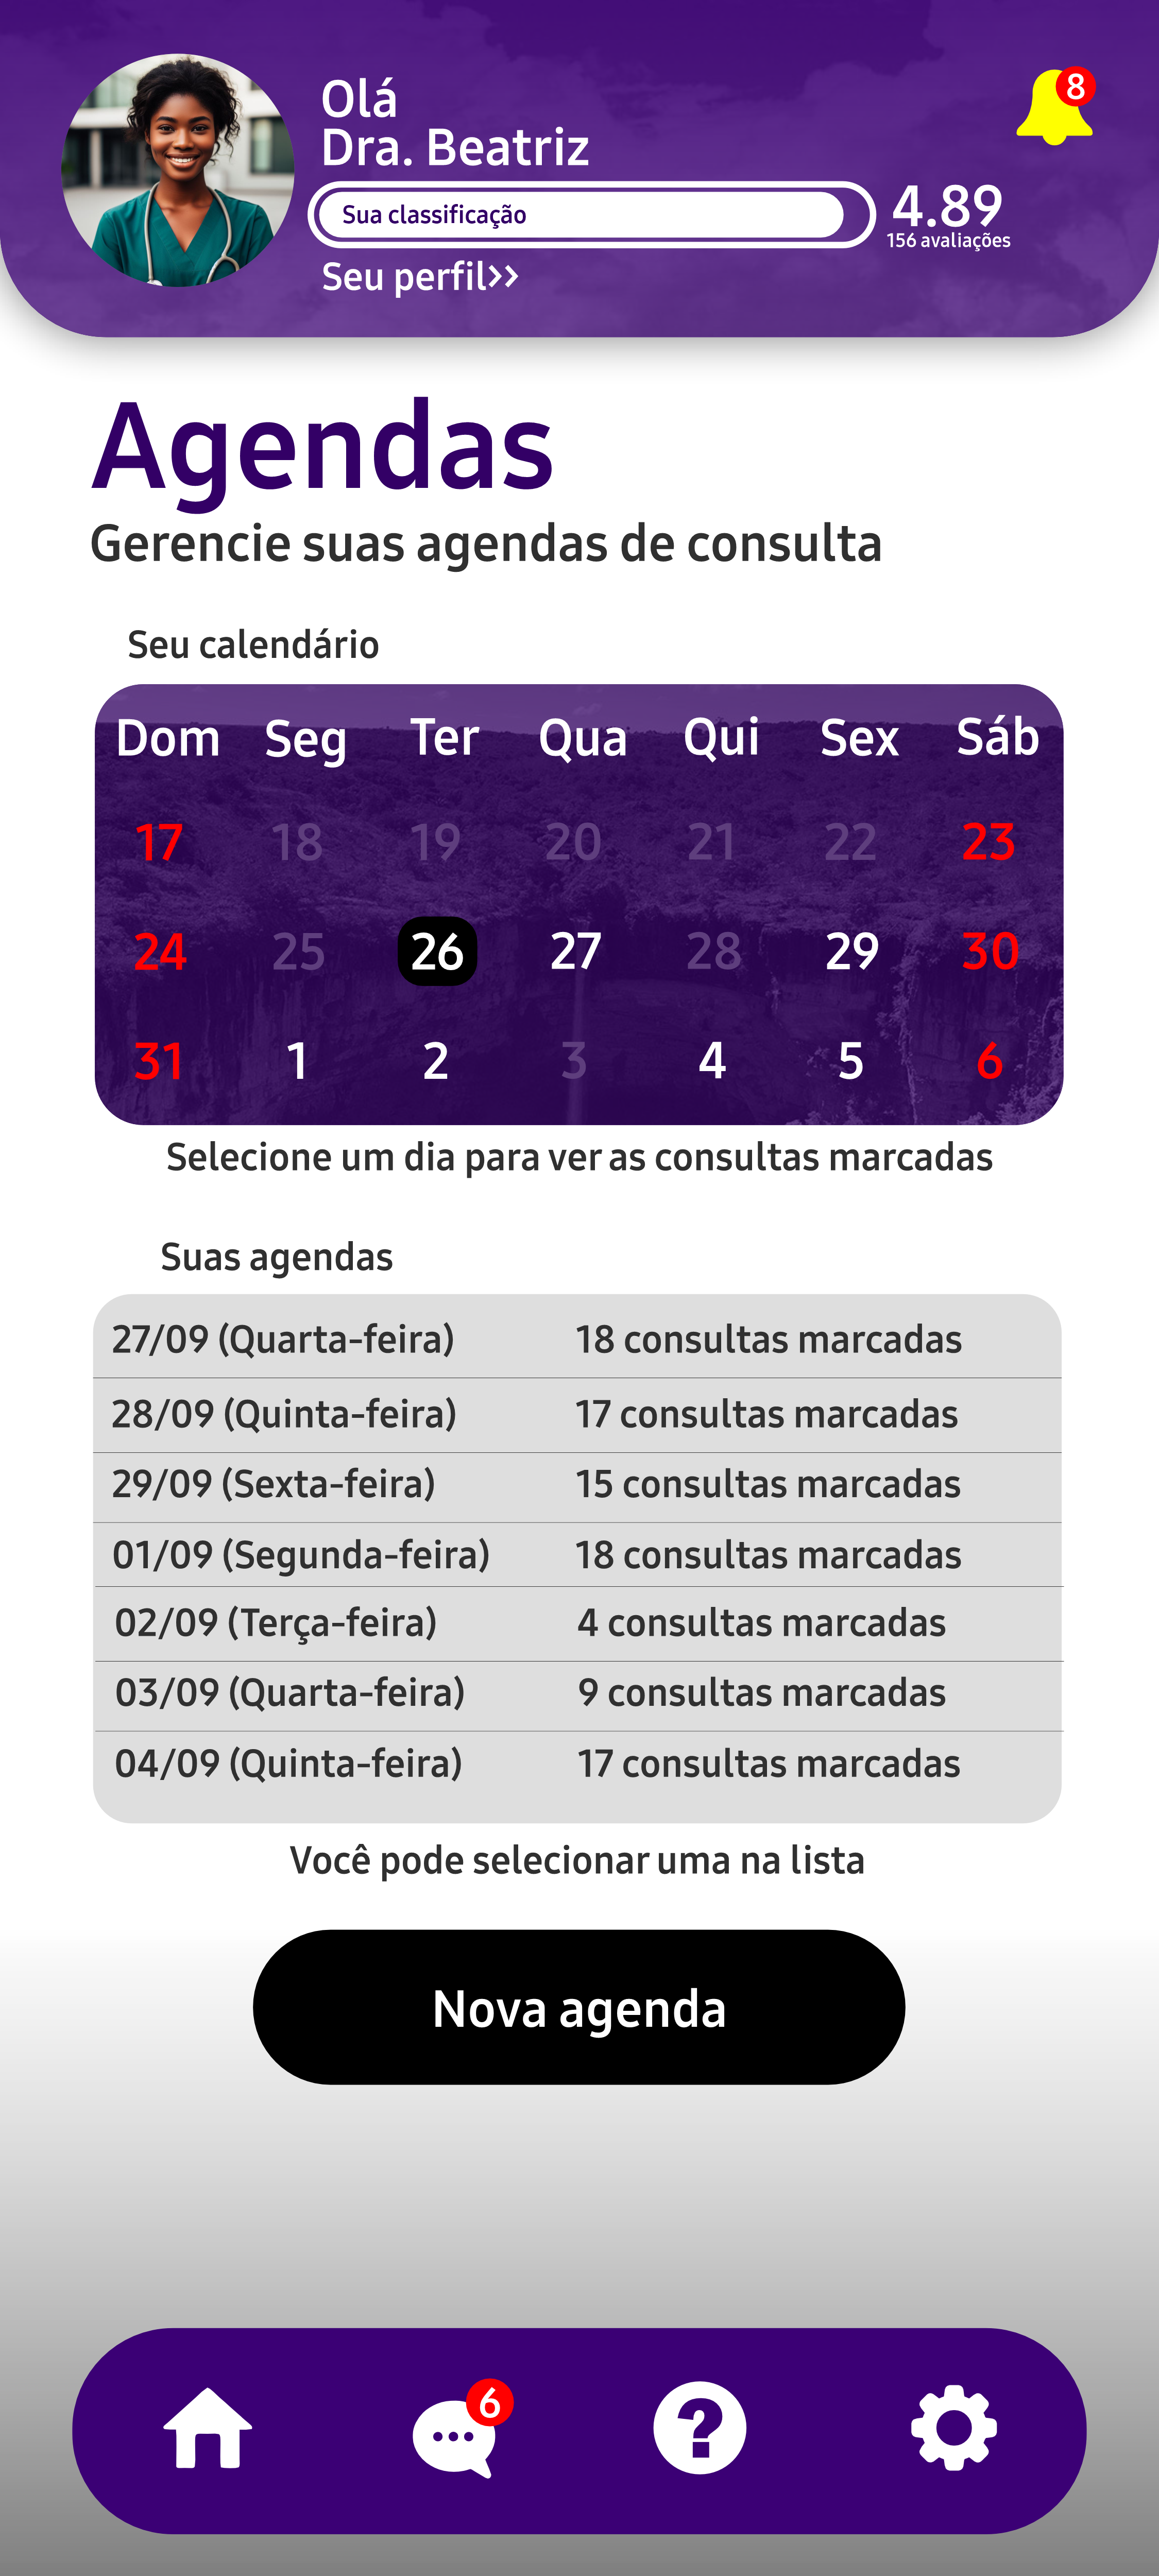 Olá
8
Dra. Beatriz
Sua classificação
4.89
156 avaliações
Seu perfil>>
Agendas
Gerencie suas agendas de consulta
Seu calendário
Dom Seg Ter Qua Qui Sex Sáb
17 18 19 20 21 22 23
24 25 26 27 28 29 30
31 1 2 3 4 5 6
Selecione um dia para ver as consultas marcadas
Suas agendas
27/09 (Quarta-feira) 18 consultas marcadas
28/09 (Quinta-feira) 17 consultas marcadas
29/09 (Sexta-feira) 15 consultas marcadas
01/09 (Segunda-feira) 18 consultas marcadas
02/09 (Terça-feira) 4 consultas marcadas
03/09 (Quarta-feira) 9 consultas marcadas
04/09 (Quinta-feira) 17 consultas marcadas
Você pode selecionar uma na lista
Nova agenda
6
?